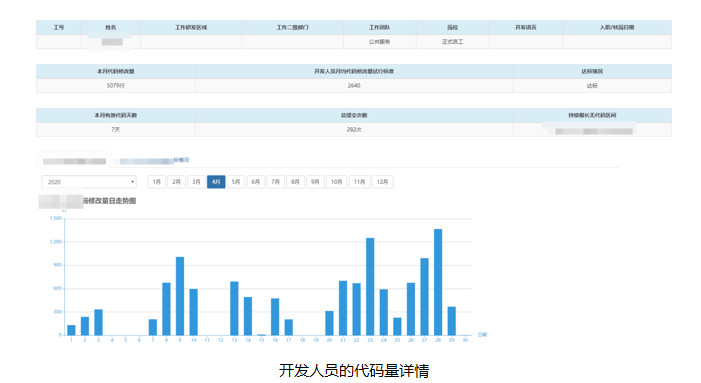 工号 姓名 工作研发区域 工作二级部门 工作团队 岗位 开发语言 入职/转岗日期
公共服务 正式员工
本月代码修改量 开发人员月均代码修改量试行标准 达标情况
5079行 2640 达标
本月有效代码天数 总提交次数 持续最长无代码区间
7天 282次
标情况
2020 1月 2月 3月 4月 5月 6月 7月 8月 9月 10月 11月 12月
码修改量日走势图
1,500
1,200
900
600
300
0
1 2 3 4 5 6 7 8 9 10 11 12 13 14 15 16 17 18 19 20 21 22 23 24 25 26 27 28 29 30 日期
开发人员的代码量详情